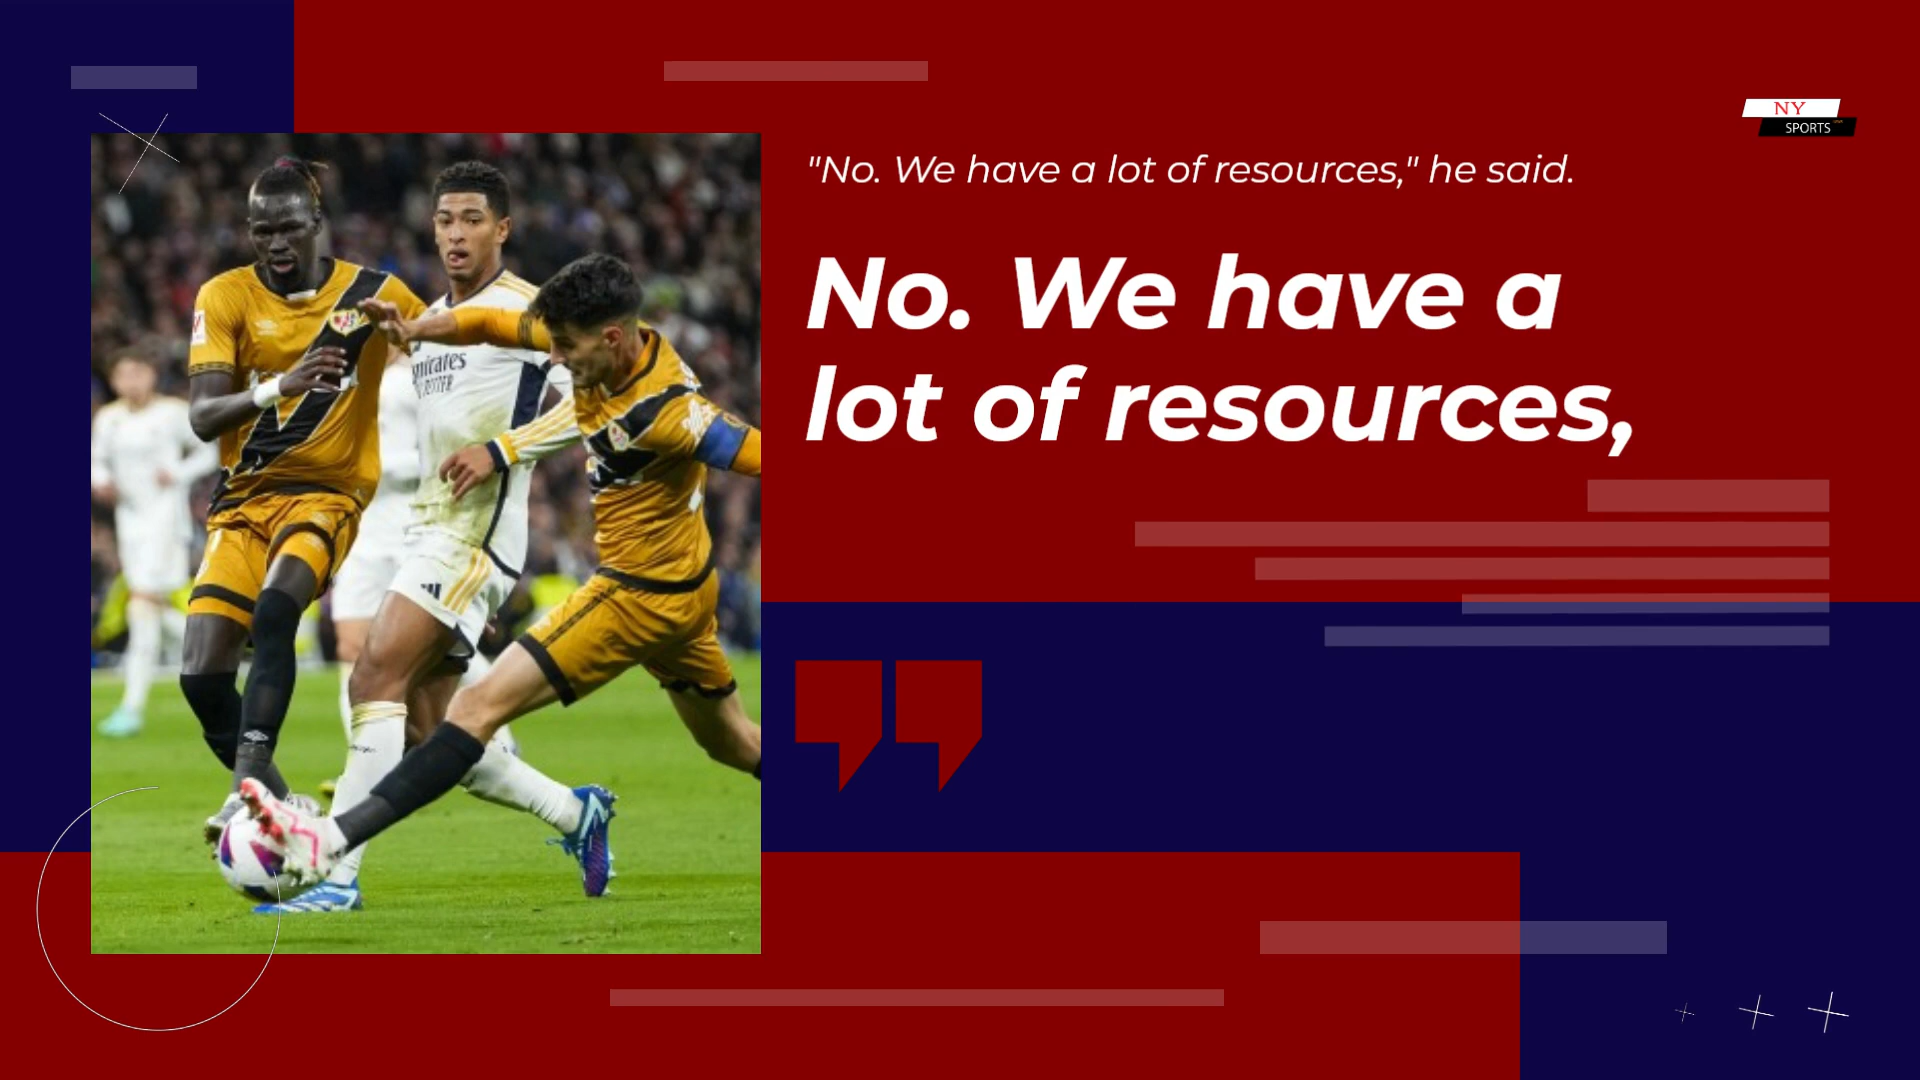 NY
SPORTS
"No. We have a lot of resources," he said.
No. We have a
lot of resources,